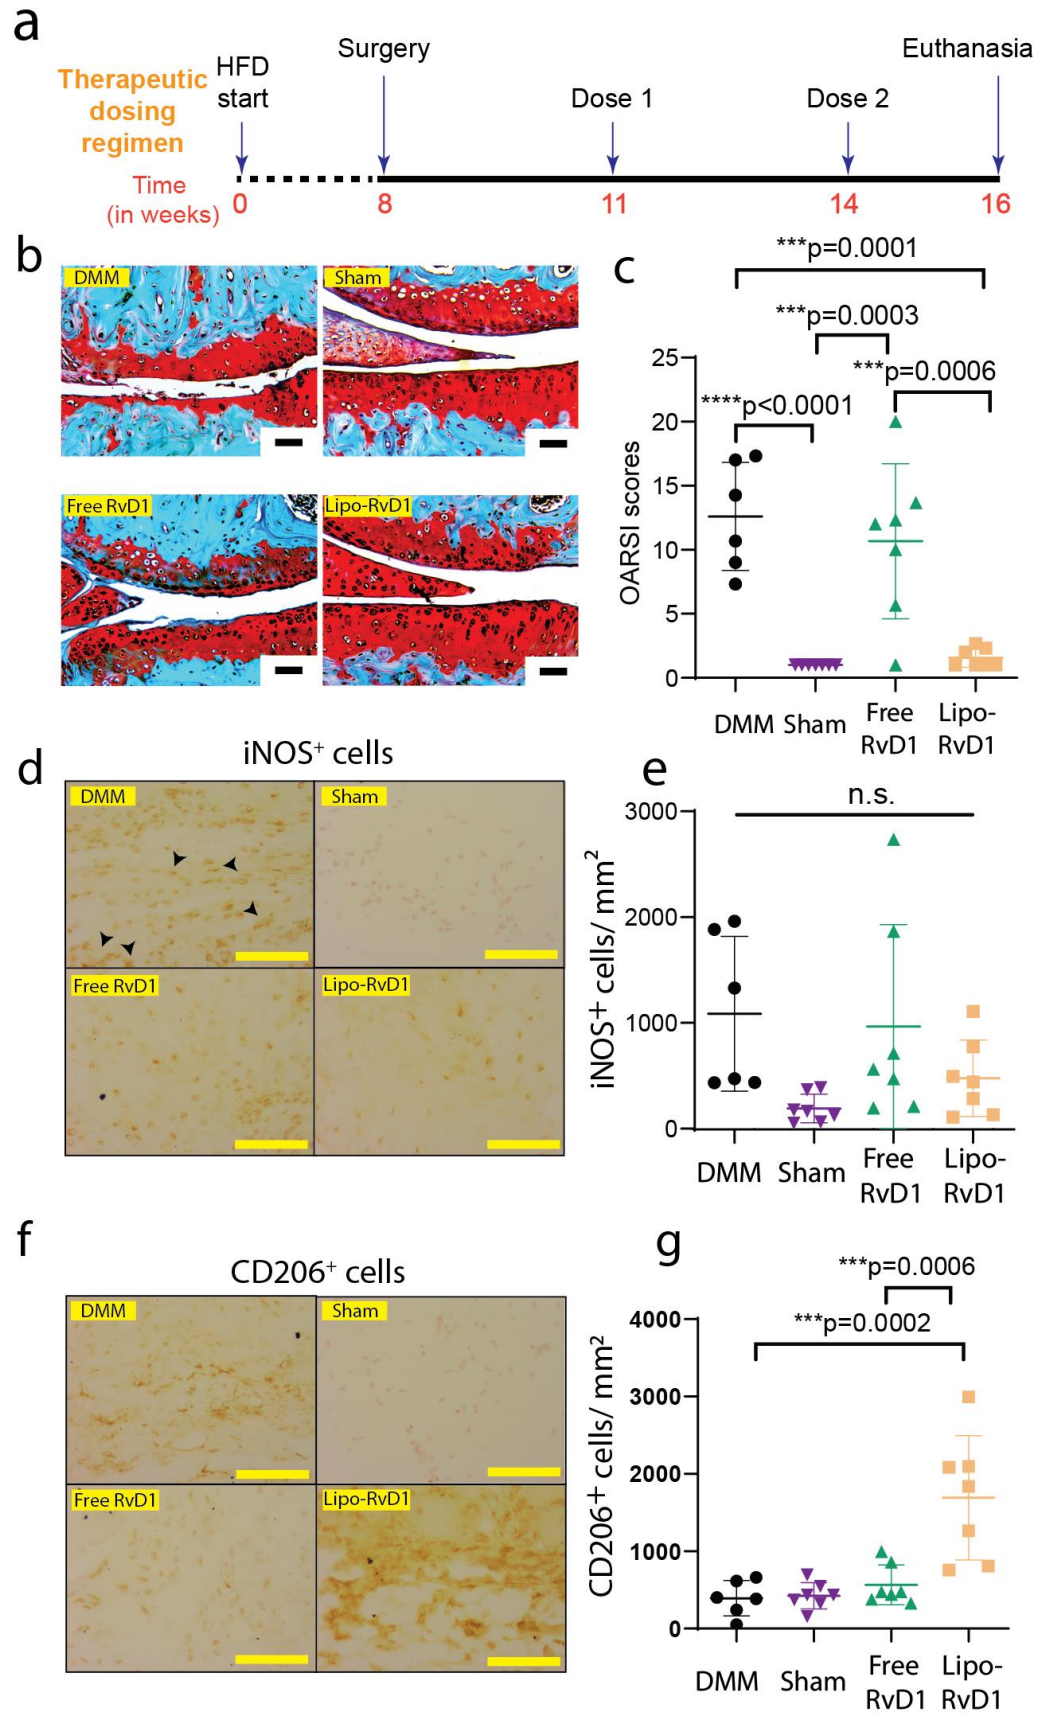 a
Therapeutic
dosing
regimen
HFD
start
Surgery
Dose 1
Dose 2
Euthanasia
Time
(in weeks)
0
8
11
14
16
b
DMM
Sham
Free RvD1
Lipo-RvD1
c
***p=0.0001
***p=0.0003
***p=0.0006
****p<0.0001
OARSI scores
25
20
15
10
5
0
DMM
Sham
Free
RvD1
Lipo-
RvD1
d
iNOS+ cells
DMM
Sham
Free RvD1
Lipo-RvD1
e
n.s.
iNOS+ cells/ mm²
3000
2000
1000
0
DMM
Sham
Free
RvD1
Lipo-
RvD1
f
CD206+ cells
DMM
Sham
Free RvD1
Lipo-RvD1
g
***p=0.0006
***p=0.0002
CD206+ cells/ mm²
4000
3000
2000
1000
0
DMM
Sham
Free
RvD1
Lipo-
RvD1